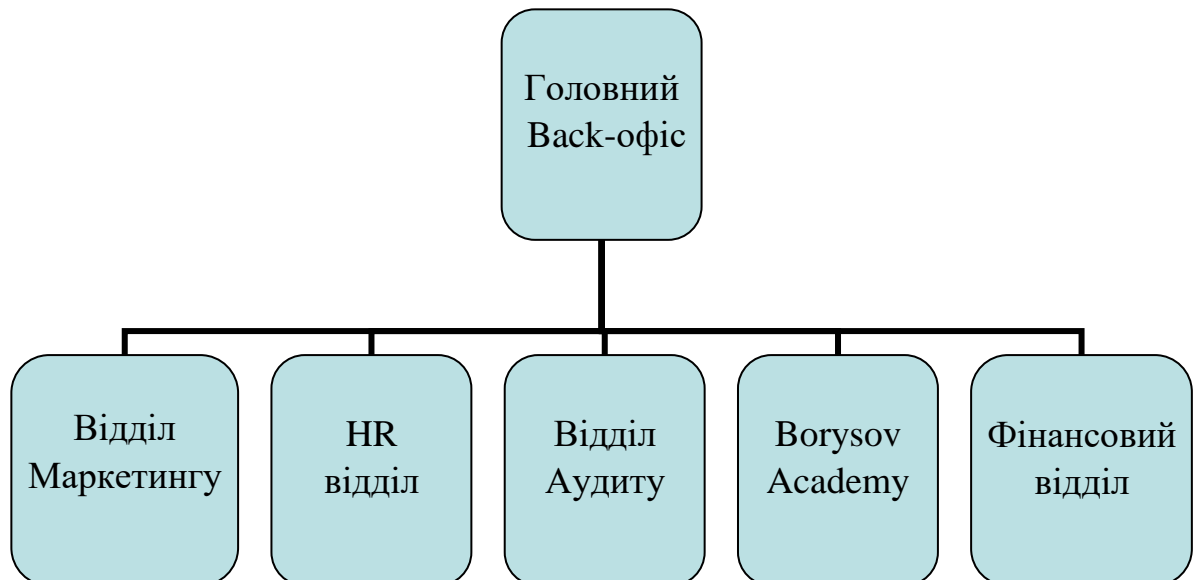 Головний
Back-офіс
Відділ
Маркетингу
HR
відділ
Відділ
Аудиту
Borysov
Academy
Фінансовий
відділ